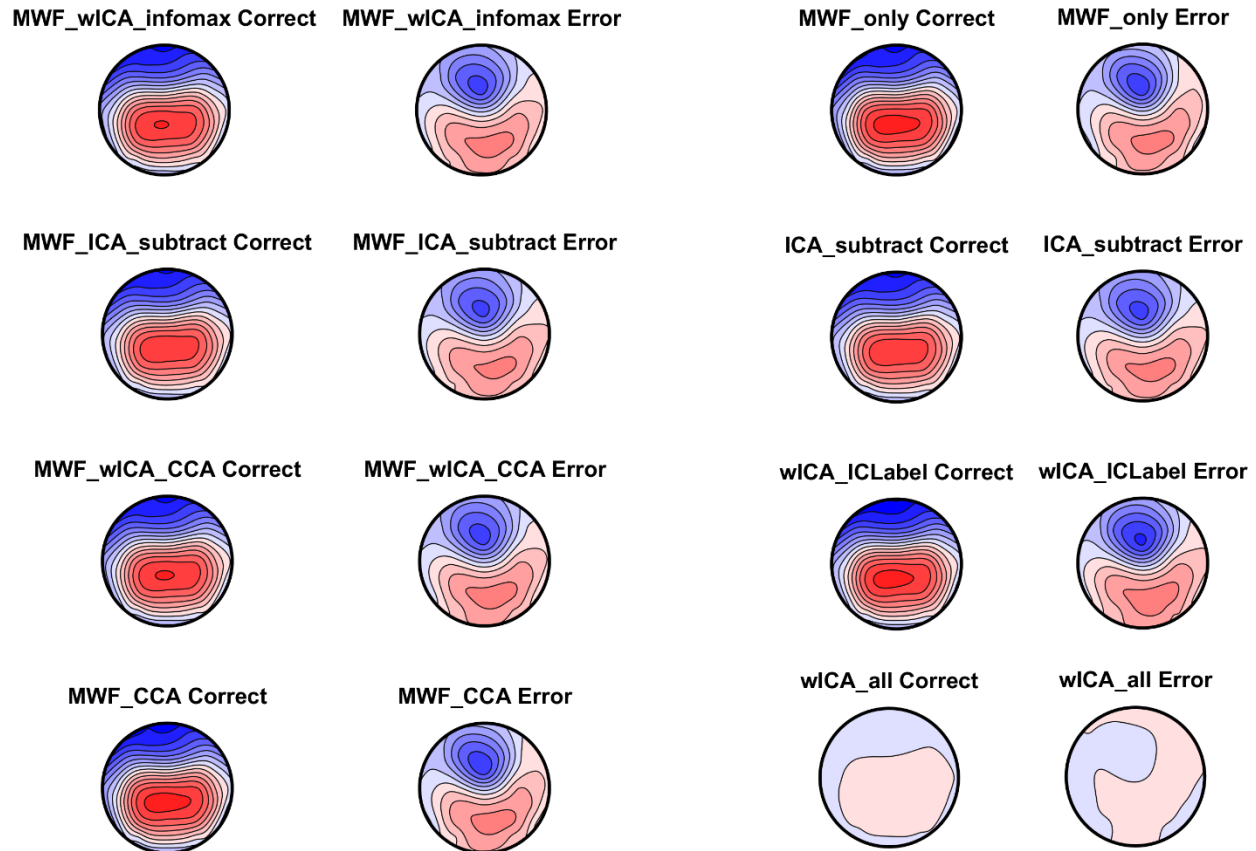 MWF_wICA_infomax Correct
MWF_wICA_infomax Error
MWF_only Correct
MWF_only Error
MWF_ICA_subtract Correct
MWF_ICA_subtract Error
ICA_subtract Correct
ICA_subtract Error
MWF_wICA_CCA Correct
MWF_wICA_CCA Error
wICA_ICLabel Correct
wICA_ICLabel Error
MWF_CCA Correct
MWF_CCA Error
wICA_all Correct
wICA_all Error